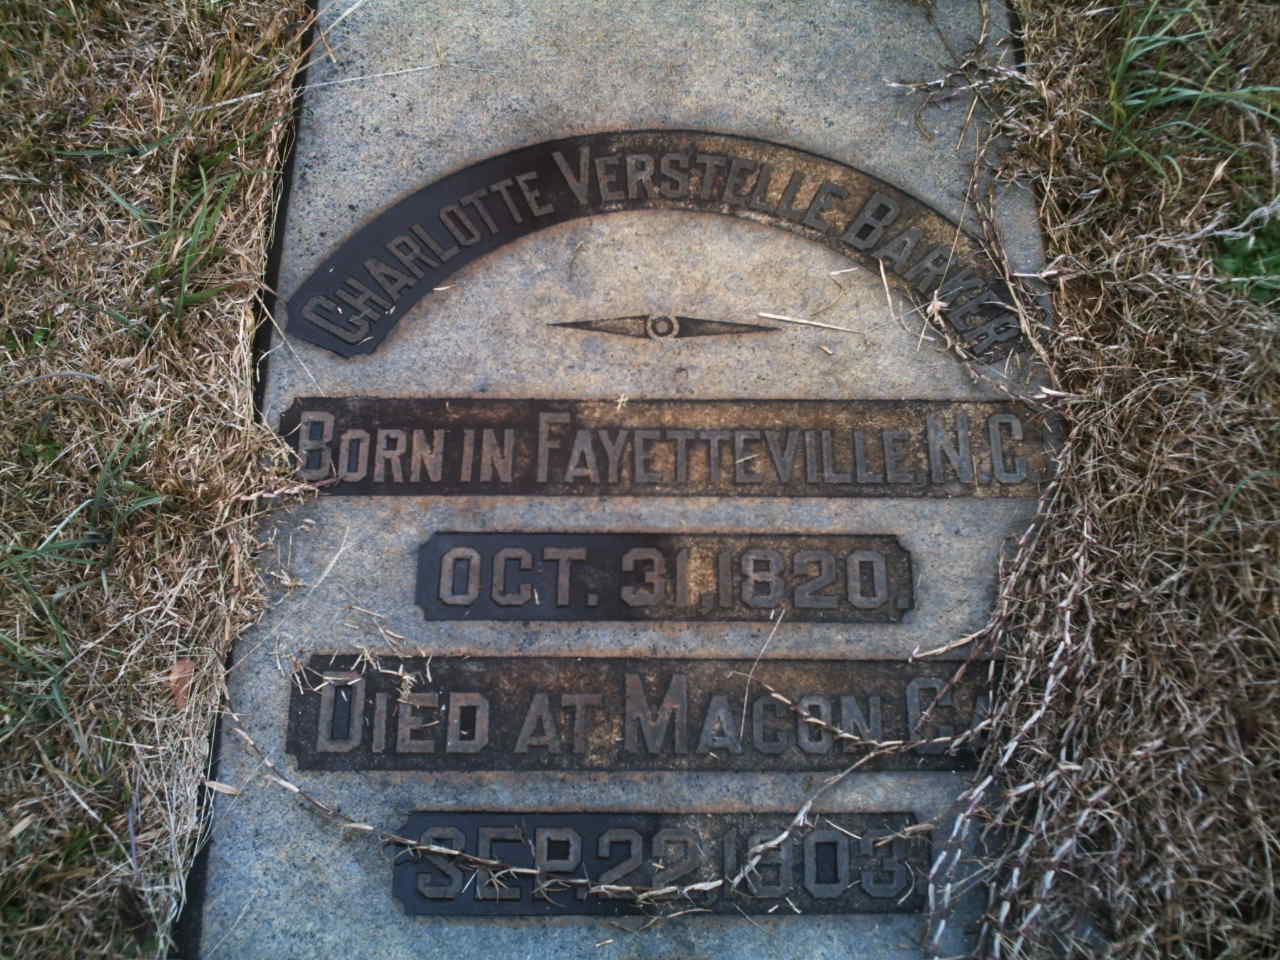 CHARLOTTE VERSTELLE BARKER
BORN IN FAYETTEVILLE, N.C
OCT. 31, 1820.
DIED AT MACON. GA
SEP. 22, 1903